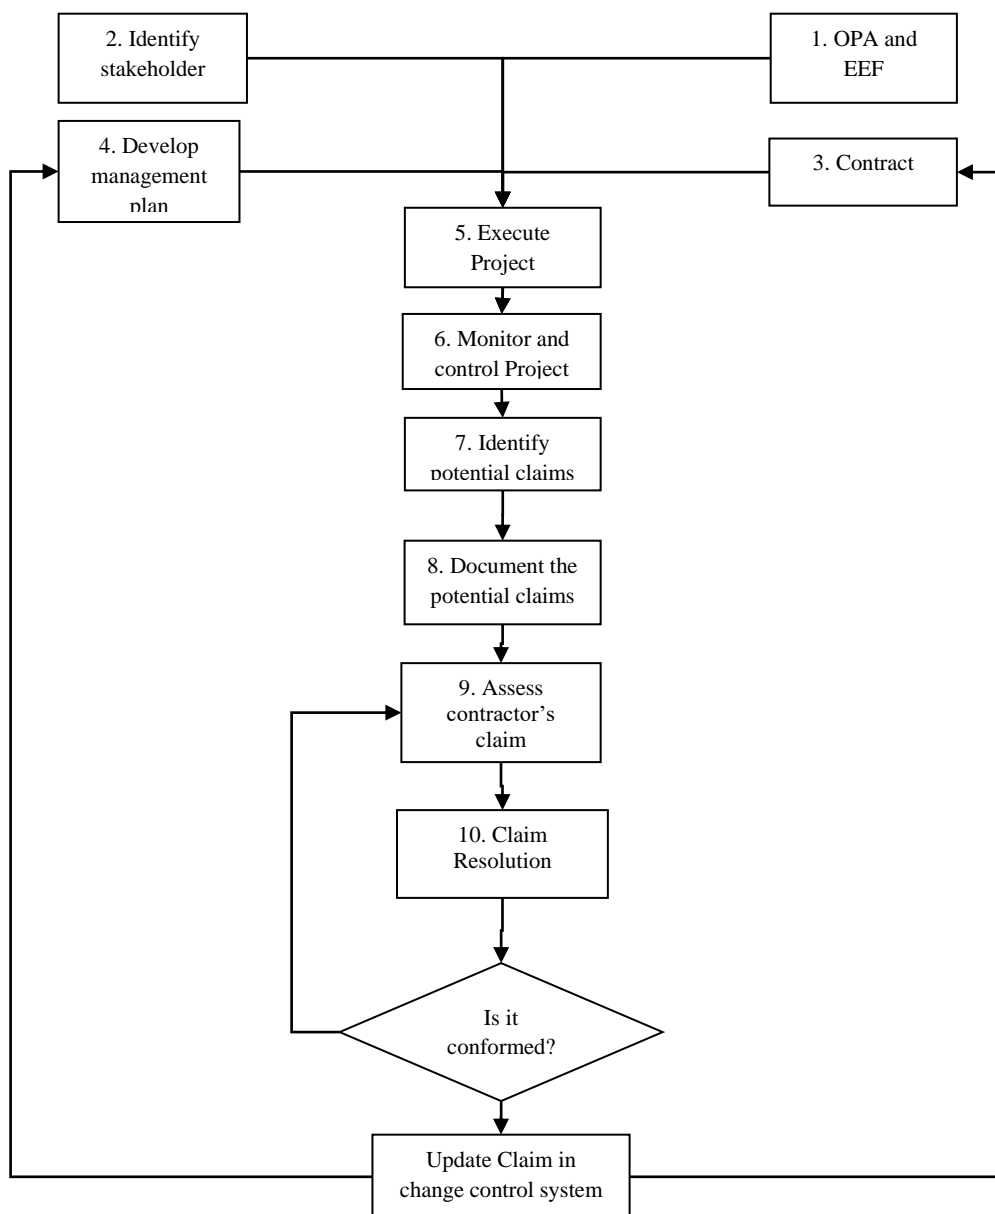 2. Identify
stakeholder
1. OPA and
EEF
4. Develop
management
plan
3. Contract
5. Execute
Project
6. Monitor and
control Project
7. Identify
potential claims
8. Document the
potential claims
9. Assess
contractor’s
claim
10. Claim
Resolution
Is it
conformed?
Update Claim in
change control system